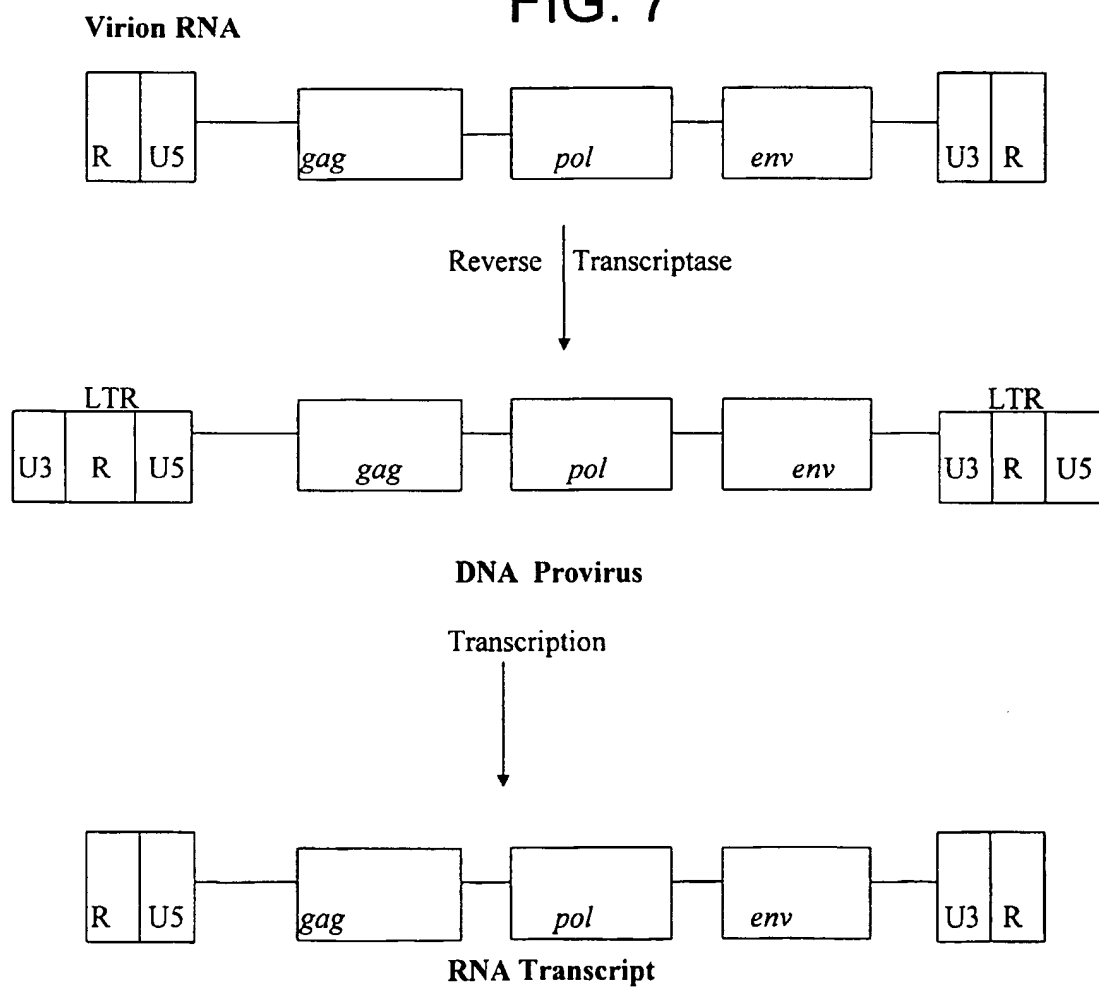 FIG. 7
Virion RNA
R U5 gag pol env U3 R
Reverse Transcriptase
LTR LTR
U3 R U5 gag pol env U3 R U5
DNA Provirus
Transcription
R U5 gag pol env U3 R
RNA Transcript